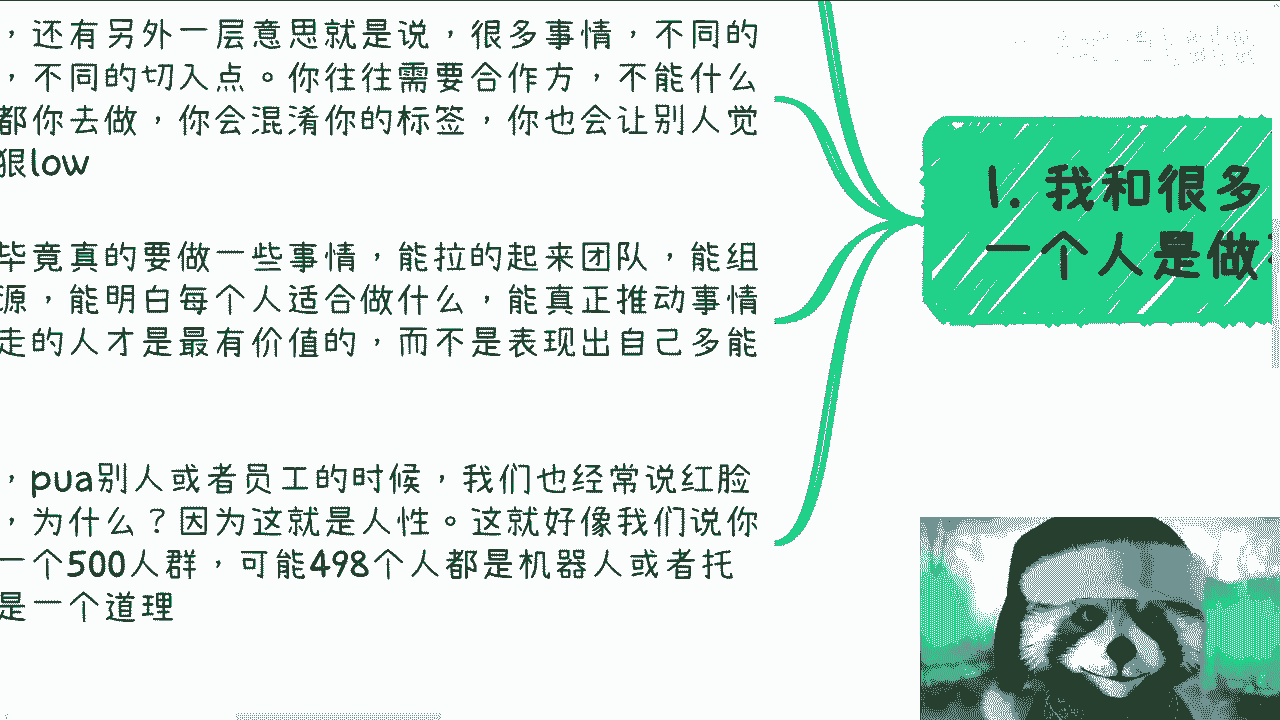 ，还有另外一层意思就是说，很多事情，不同的
，不同的切入点。你往往需要合作方，不能什么
都你去做，你会混淆你的标签，你也会让别人觉
狠low
毕竟真的要做一些事情，能拉的起来团队，能组
源，能明白每个人适合做什么，能真正推动事情
走的人才是最有价值的，而不是表现出自己多能
，pua别人或者员工的时候，我们也经常说红脸
，为什么？因为这就是人性。这就好像我们说你
一个500人群，可能498个人都是机器人或者托
是一个道理
1. 我和很多
一个人是做